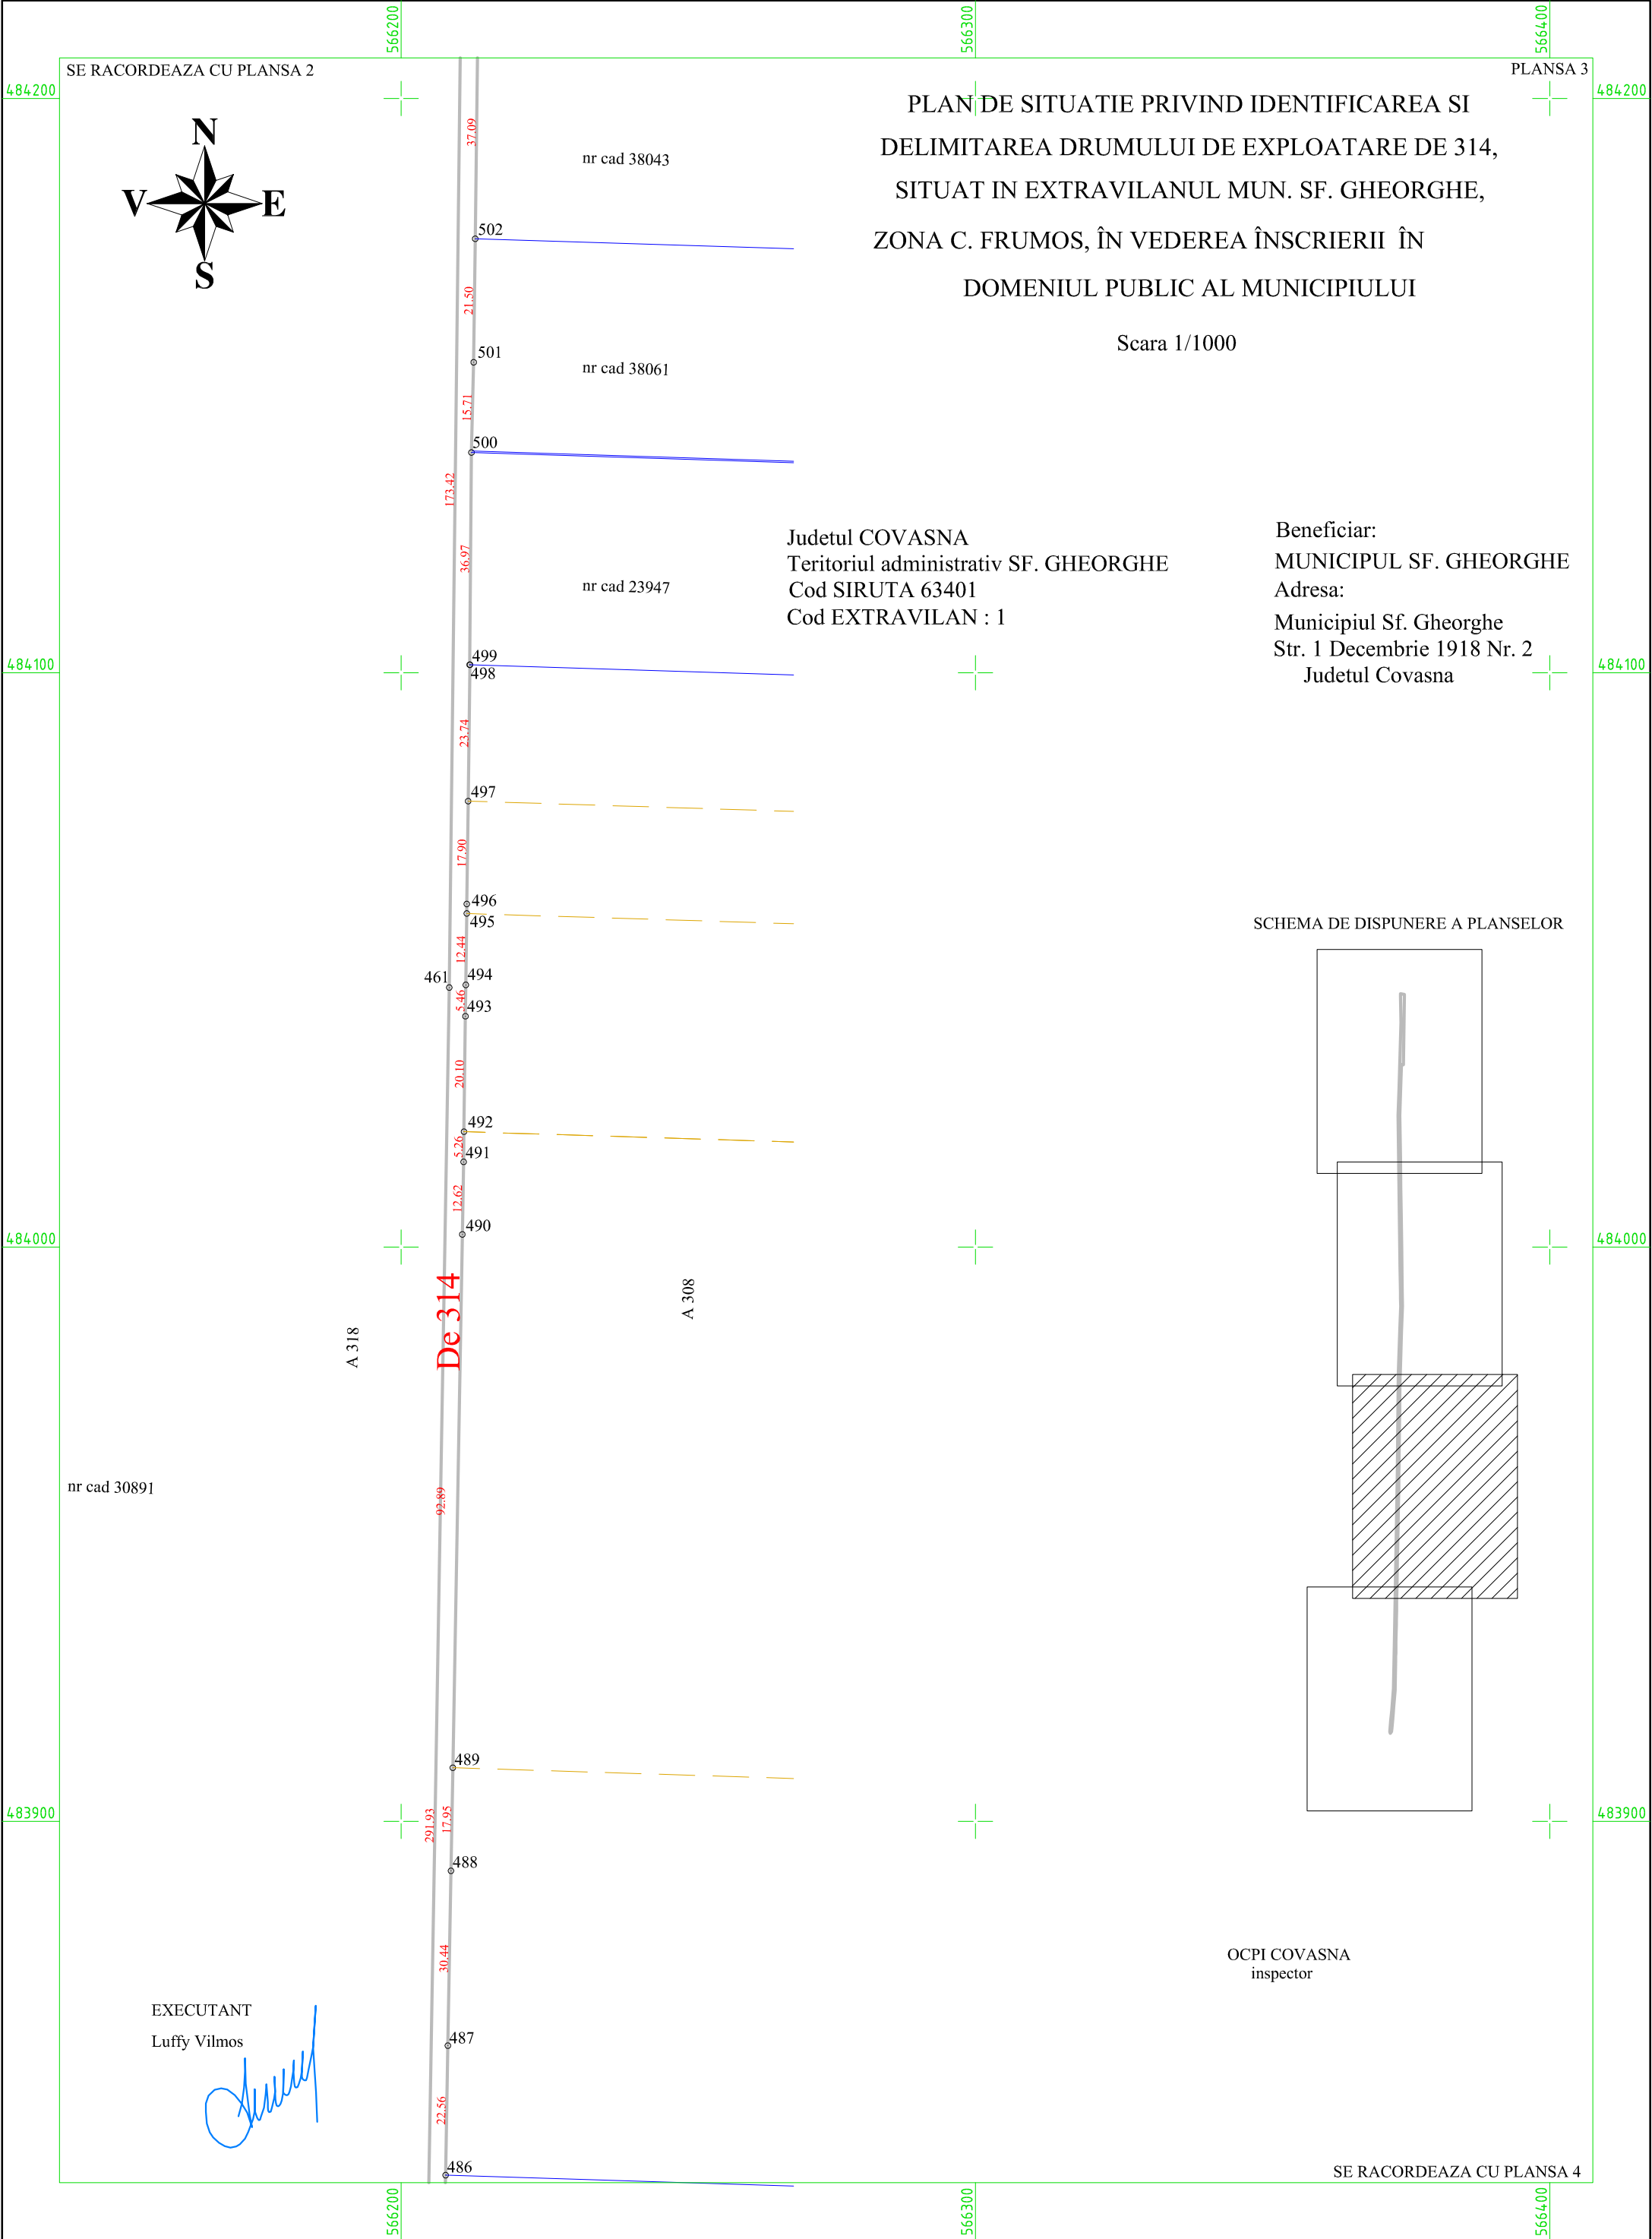 566200
566300
566400
SE RACORDEAZA CU PLANSA 2
PLANSA 3
484200
484200
PLAN DE SITUATIE PRIVIND IDENTIFICAREA SI
DELIMITAREA DRUMULUI DE EXPLOATARE DE 314,
SITUAT IN EXTRAVILANUL MUN. SF. GHEORGHE,
ZONA C. FRUMOS, ÎN VEDEREA ÎNSCRIERII ÎN
DOMENIUL PUBLIC AL MUNICIPIULUI
Scara 1/1000
N
V
E
S
37.09
nr cad 38043
502
21.50
501
nr cad 38061
15.71
500
173.42
36.97
nr cad 23947
Judetul COVASNA
Teritoriul administrativ SF. GHEORGHE
Cod SIRUTA 63401
Cod EXTRAVILAN : 1
Beneficiar:
MUNICIPUL SF. GHEORGHE
Adresa:
Municipiul Sf. Gheorghe
Str. 1 Decembrie 1918 Nr. 2
Judetul Covasna
499
498
484100
484100
23.74
497
17.90
496
495
12.44
461
494
5.46
493
20.10
492
5.26
491
12.62
490
SCHEMA DE DISPUNERE A PLANSELOR
484000
484000
De 314
A 308
A 318
nr cad 30891
92.89
489
483900
483900
291.93
17.95
488
30.44
OCPI COVASNA
inspector
EXECUTANT
Luffy Vilmos
487
22.56
486
SE RACORDEAZA CU PLANSA 4
566200
566300
566400